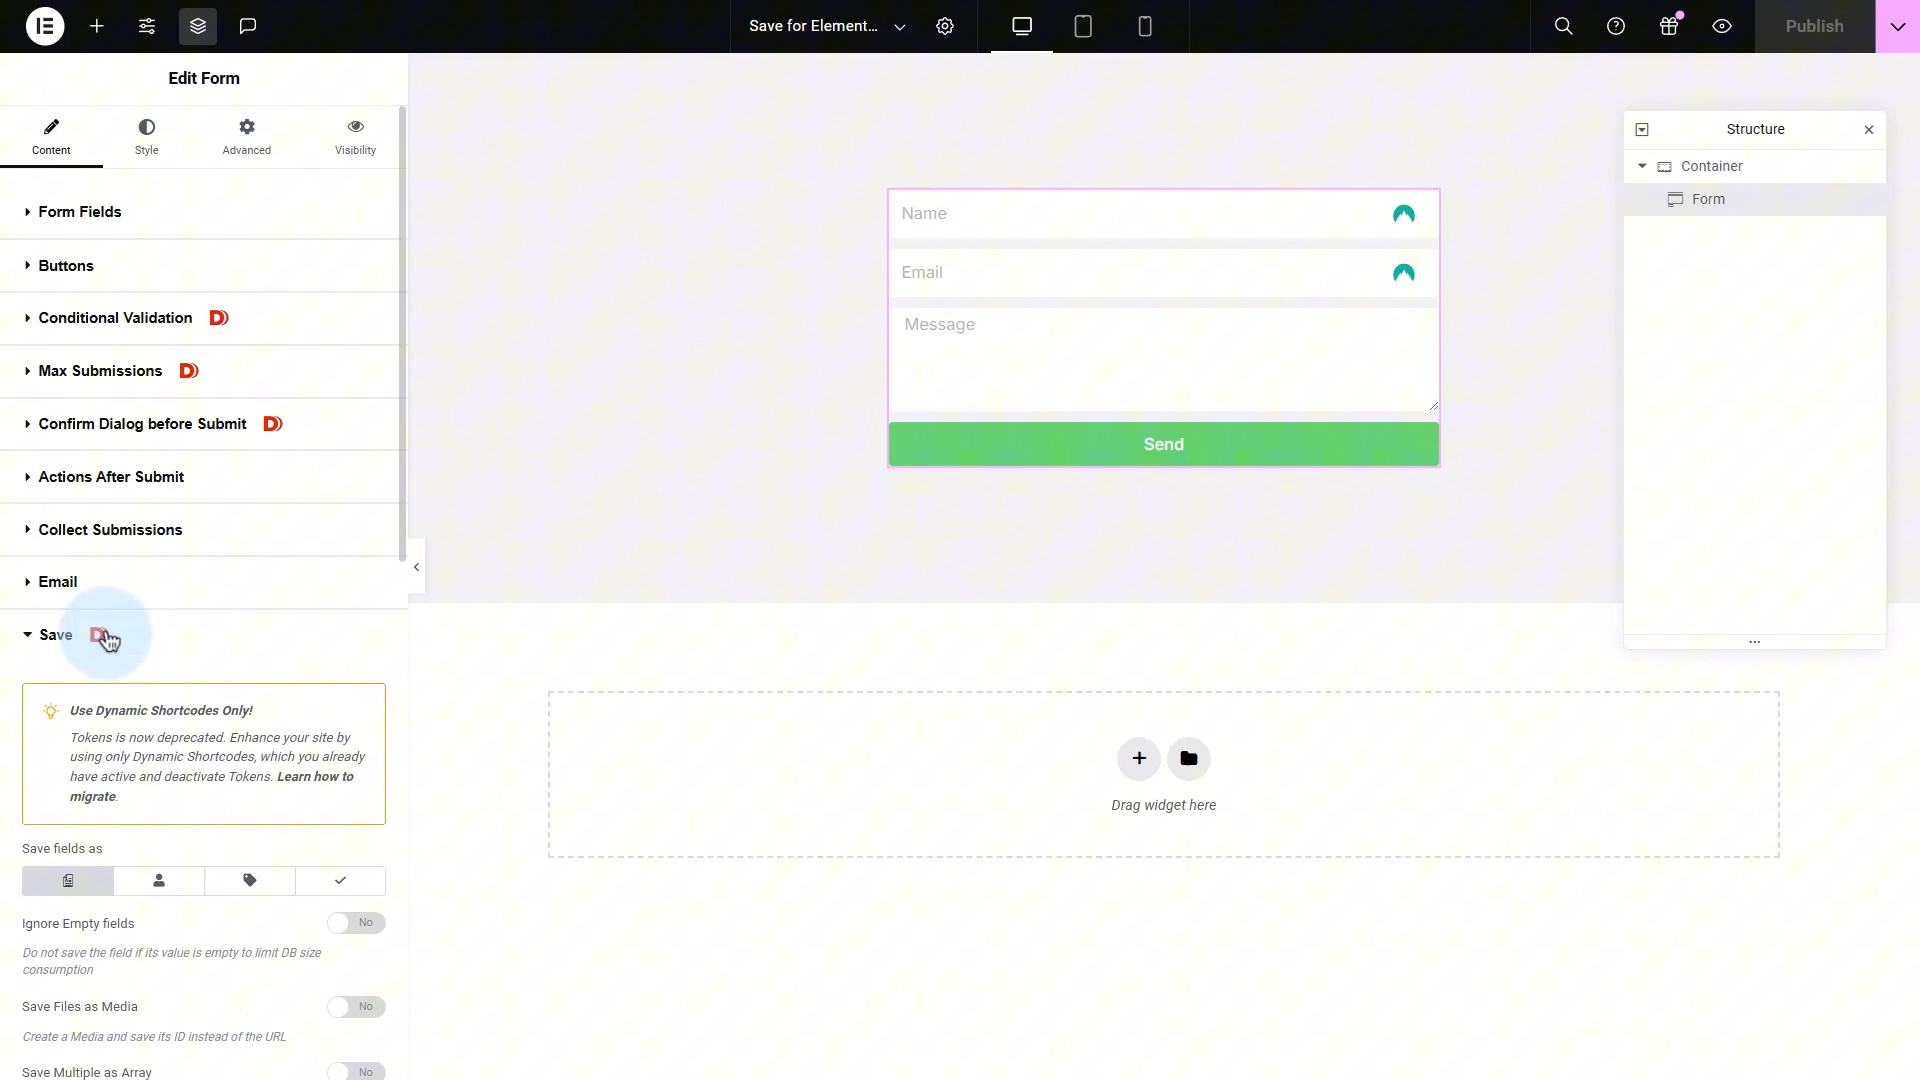 Save for Element...
Publish
Edit Form
Content
Style
Advanced
Visibility
Form Fields
Buttons
Conditional Validation
Max Submissions
Confirm Dialog before Submit
Actions After Submit
Collect Submissions
Email
Save
Use Dynamic Shortcodes Only!
Tokens is now deprecated. Enhance your site by
using only Dynamic Shortcodes, which you already
have active and deactivate Tokens. Learn how to
migrate.
Save fields as
Ignore Empty fields
No
Do not save the field if its value is empty to limit DB size
consumption
Save Files as Media
No
Create a Media and save its ID instead of the URL
Save Multiple as Array
No
Name
Email
Message
Send
Drag widget here
Structure
Container
Form